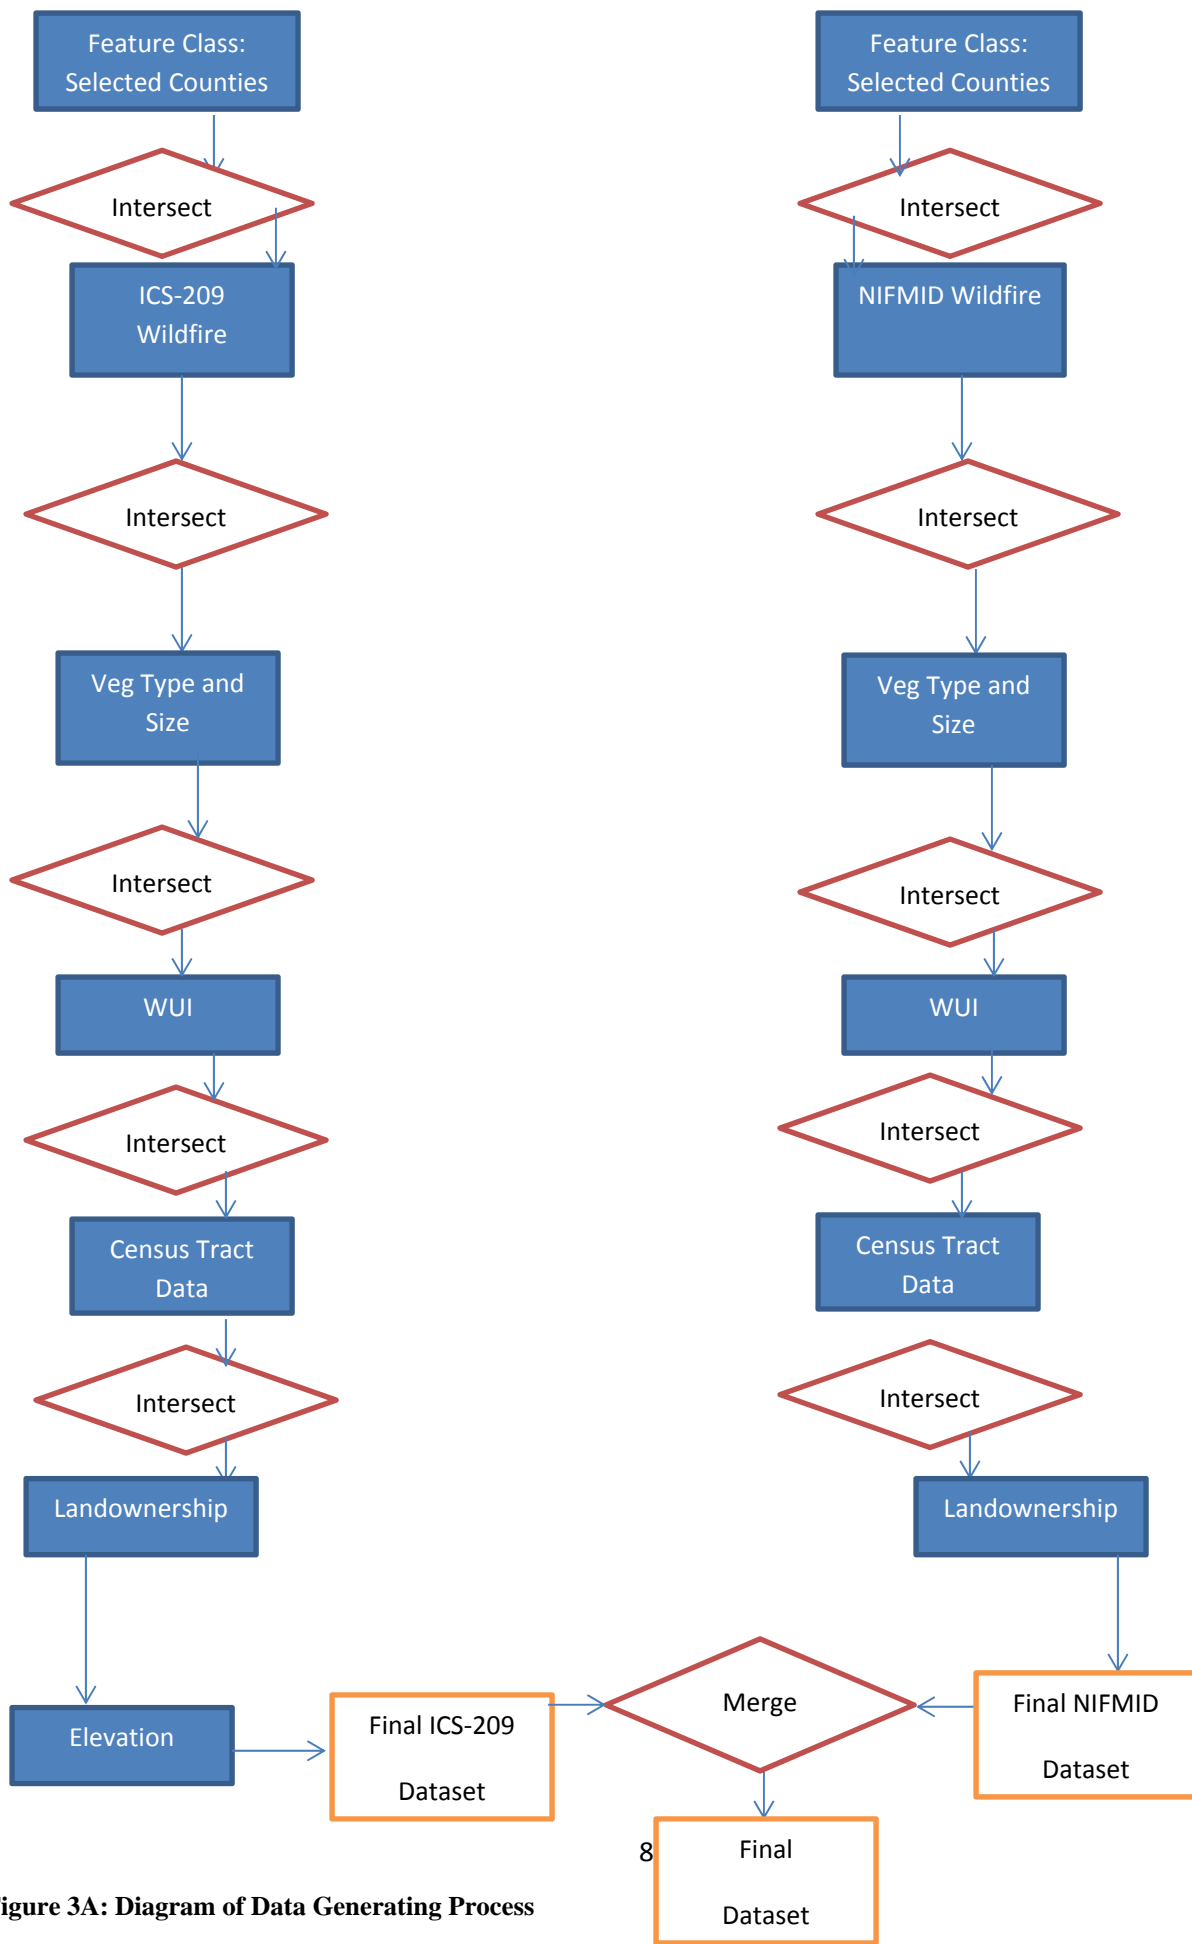 Feature Class:
Selected Counties
Intersect
ICS-209
Wildfire
Intersect
Veg Type and
Size
Intersect
WUI
Intersect
Census Tract
Data
Intersect
Landownership
Elevation
Final ICS-209
Dataset
Feature Class:
Selected Counties
Intersect
NIFMID Wildfire
Intersect
Veg Type and
Size
Intersect
WUI
Intersect
Census Tract
Data
Intersect
Landownership
Final NIFMID
Dataset
Merge
Final
Dataset
8
igure 3A: Diagram of Data Generating Process